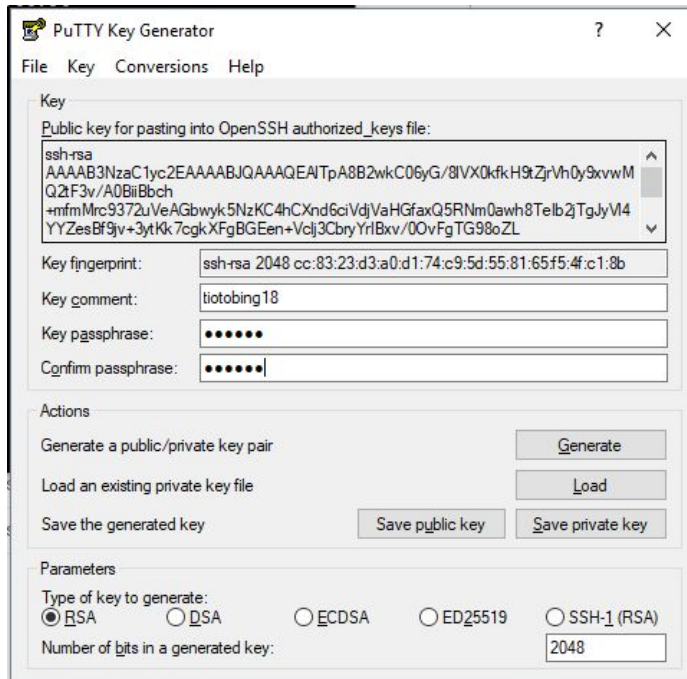 PuTTY Key Generator
File Key Conversions Help
Key
Public key for pasting into OpenSSH authorized_keys file:
ssh-rsa
AAAAB3NzaC1yc2EAAAABJQAAAQEAlTpA8B2wkC06yG/8IVX0kfkH9tZjrVh0y9xvwM
Q2tF3v/A0BiiBbch
+mfmMrc9372uVeAGbwyk5NzKC4hCXnd6ciVdjVaHGfaxQ5RNm0awh8Telb2jTgJyVl4
YYZesBf9jv+3ytKk7cgkXFgBGEen+Vclj3CbryYrlBxv/0OvFgTG98oZL
Key fingerprint: ssh-rsa 2048 cc:83:23:d3:a0:d1:74:c9:5d:55:81:65:f5:4f:c1:8b
Key comment: tiotobing18
Key passphrase: ●●●●●●
Confirm passphrase: ●●●●●●
Actions
Generate a public/private key pair Generate
Load an existing private key file Load
Save the generated key Save public key Save private key
Parameters
Type of key to generate:
RSA DSA ECDSA ED25519 SSH-1 (RSA)
Number of bits in a generated key: 2048